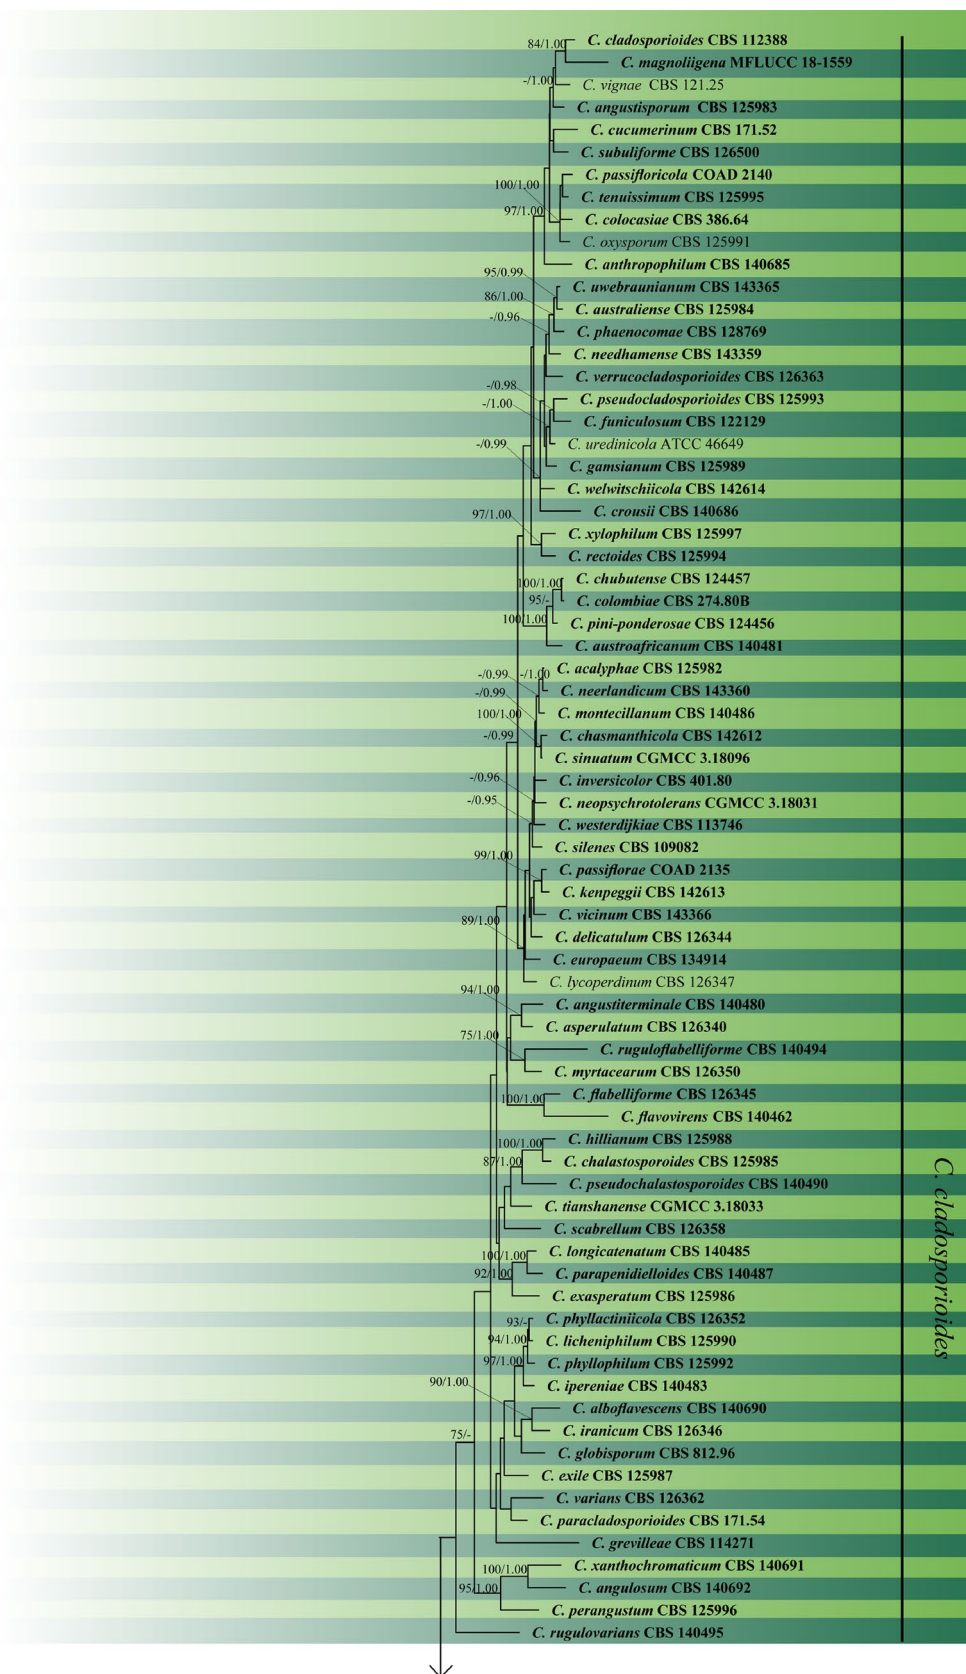 C. cladosporioides CBS 112388
84/1.00
C. magnoliigena MFLUCC 18-1559
-/1.00
C. vignae CBS 121.25
C. angustisporum CBS 125983
C. cucumerinum CBS 171.52
C. subuliforme CBS 126500
C. passifloricola COAD 2140
100/1.00
C. tenuissimum CBS 125995
97/1.00
C. colocasiae CBS 386.64
C. oxysporum CBS 125991
C. anthropophilum CBS 140685
95/0.99
C. uwebraunianum CBS 143365
86/1.00
C. australiense CBS 125984
-/0.96
C. phaenocomae CBS 128769
C. needhamense CBS 143359
C. verrucocladosporioides CBS 126363
-/0.98
C. pseudocladosporioides CBS 125993
-/1.00
C. funiculosum CBS 122129
-/0.99
C. uredinicola ATCC 46649
C. gamsianum CBS 125989
C. welwitschiicola CBS 142614
C. crousii CBS 140686
97/1.00
C. xylophilum CBS 125997
C. rectoides CBS 125994
C. chubutense CBS 124457
100/1.00
C. colombiae CBS 274.80B
95/-
C. pini-ponderosae CBS 124456
100/1.00
C. austroafricanum CBS 140481
C. acalyphae CBS 125982
-/0.99
-/1.00
C. neerlandicum CBS 143360
-/0.99
C. montecillanum CBS 140486
100/1.00
C. chasmanthicola CBS 142612
-/0.99
C. sinuatum CGMCC 3.18096
C. inversicolor CBS 401.80
-/0.96
C. neopsychrotolerans CGMCC 3.18031
-/0.95
C. westerdijkiae CBS 113746
C. silenes CBS 109082
99/1.00
C. passiflorae COAD 2135
C. kenpeggii CBS 142613
C. vicinum CBS 143366
89/1.00
C. delicatulum CBS 126344
C. europaeum CBS 134914
C. lycoperdinum CBS 126347
94/1.00
C. angustiterminale CBS 140480
C. asperulatum CBS 126340
75/1.00
C. ruguloflabelliforme CBS 140494
C. myrtacearum CBS 126350
C. flabelliforme CBS 126345
100/1.00
C. flavovirens CBS 140462
C. hillianum CBS 125988
100/1.00
C. chalastosporoides CBS 125985
87/1.00
C. pseudochalastosporoides CBS 140490
C. tianshanense CGMCC 3.18033
C. scabrellum CBS 126358
C. longicatenatum CBS 140485
100/1.00
C. parapenidielloides CBS 140487
92/1.00
C. exasperatum CBS 125986
C. phyllactiniicola CBS 126352
93/-
C. licheniphilum CBS 125990
94/1.00
C. phyllophilum CBS 125992
97/1.00
C. ipereniae CBS 140483
90/1.00
C. alboflavescens CBS 140690
C. iranicum CBS 126346
75/-
C. globisporum CBS 812.96
C. exile CBS 125987
C. varians CBS 126362
C. paracladosporioides CBS 171.54
C. grevilleae CBS 114271
C. xanthochromaticum CBS 140691
100/1.00
C. angulosum CBS 140692
95/1.00
C. perangustum CBS 125996
C. rugulovarians CBS 140495
C. cladosporioides